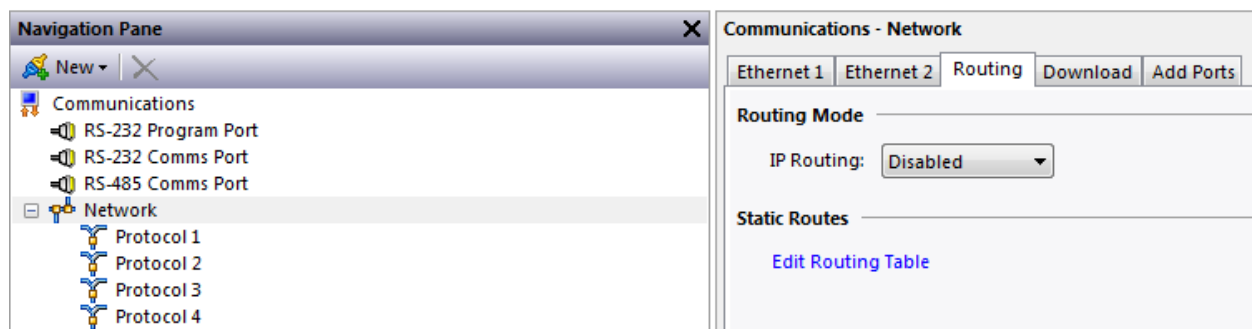 Navigation Pane
New
Communications
RS-232 Program Port
RS-232 Comms Port
RS-485 Comms Port
Network
Protocol 1
Protocol 2
Protocol 3
Protocol 4
Communications - Network
Ethernet 1 Ethernet 2 Routing Download Add Ports
Routing Mode
IP Routing: Disabled
Static Routes
Edit Routing Table